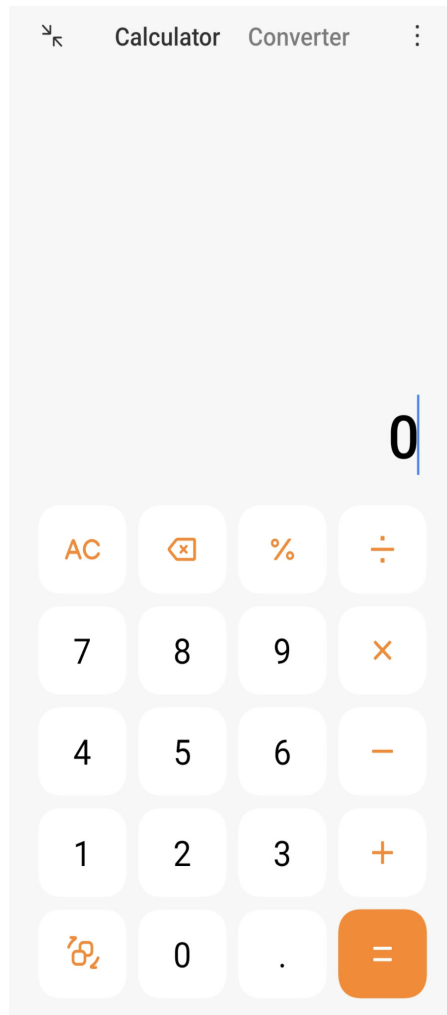 Calculator Converter
0
AC % ÷
7 8 9 ×
4 5 6 −
1 2 3 +
0 . =